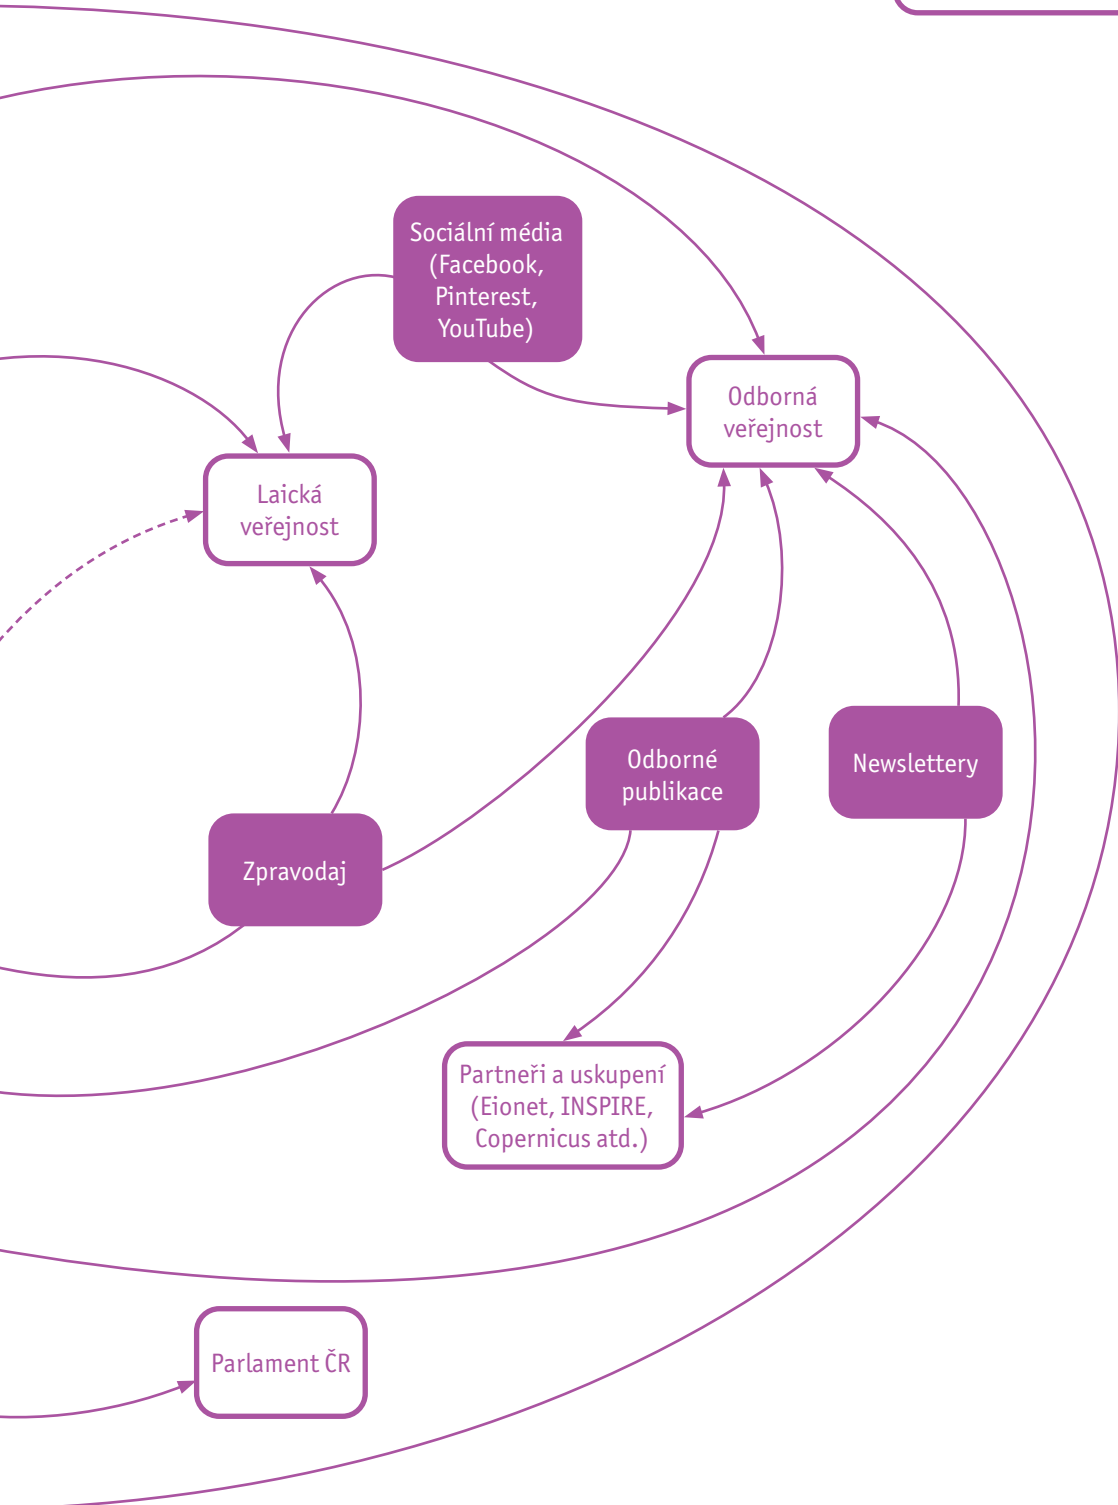 Sociální média
(Facebook,
Pinterest,
YouTube)
Odborná
veřejnost
Laická
veřejnost
Odborné
publikace
Newslettery
Zpravodaj
Partneři a uskupení
(Eionet, INSPIRE,
Copernicus atd.)
Parlament ČR